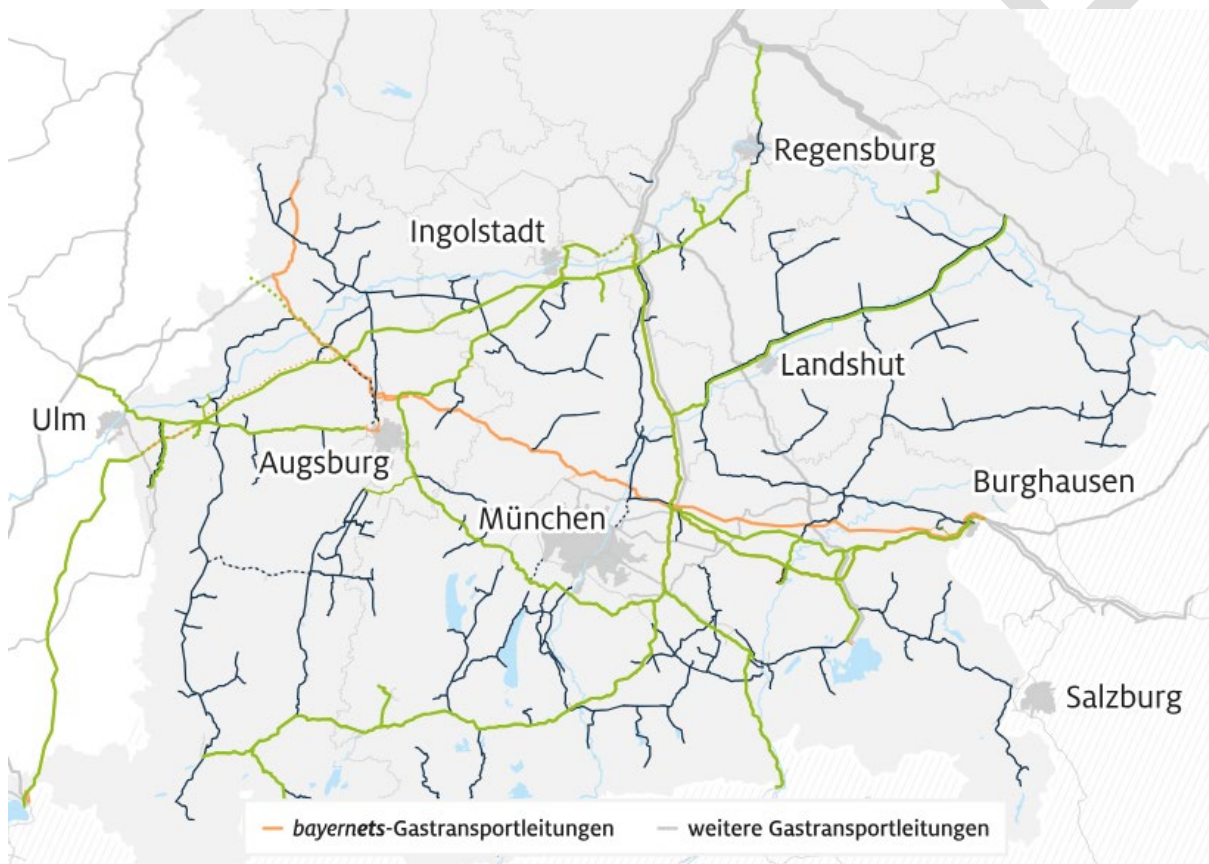 Regensburg
Ingolstadt
Landshut
Ulm
Augsburg
Burghausen
München
Salzburg
bayernets-Gastransportleitungen
weitere Gastransportleitungen